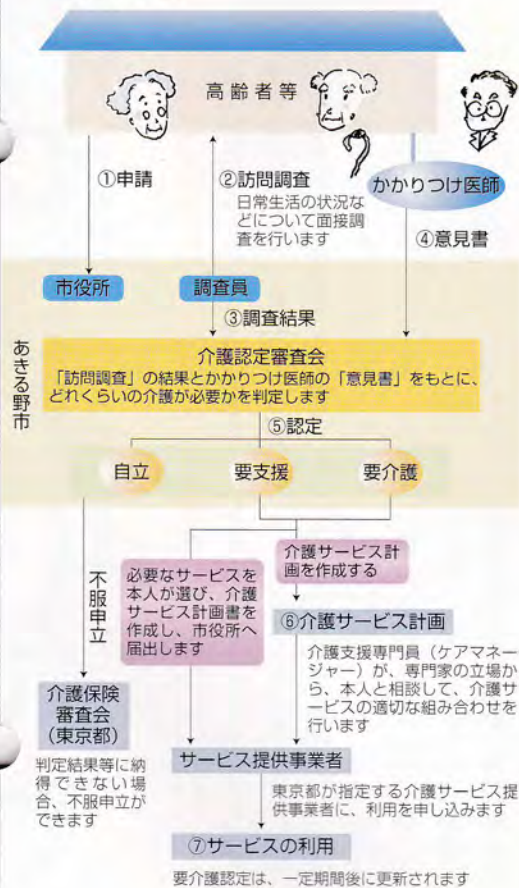 高齢者等
①申請
②訪問調査
日常生活の状況な
どについて面接調
査を行います
かかりつけ医師
④意見書
市役所
調査員
③調査結果
あきる野市
介護認定審査会
「訪問調査」の結果とかかりつけ医師の「意見書」をもとに、
どれくらいの介護が必要かを判定します
⑤認定
自立
要支援
要介護
不服申立
必要なサービスを
本人が選び、介護
サービス計画書を
作成し、市役所へ
届出します
介護サービス計
画を作成する
⑥介護サービス計画
介護支援専門員（ケアマネー
ジャー）が、専門家の立場か
ら、本人と相談して、介護サ
ービスの適切な組み合わせを
行います
介護保険
審査会
（東京都）
判定結果等に納
得できない場
合、不服申立が
できます
サービス提供事業者
東京都が指定する介護サービス提
供事業者に、利用を申し込みます
⑦サービスの利用
要介護認定は、一定期間後に更新されます